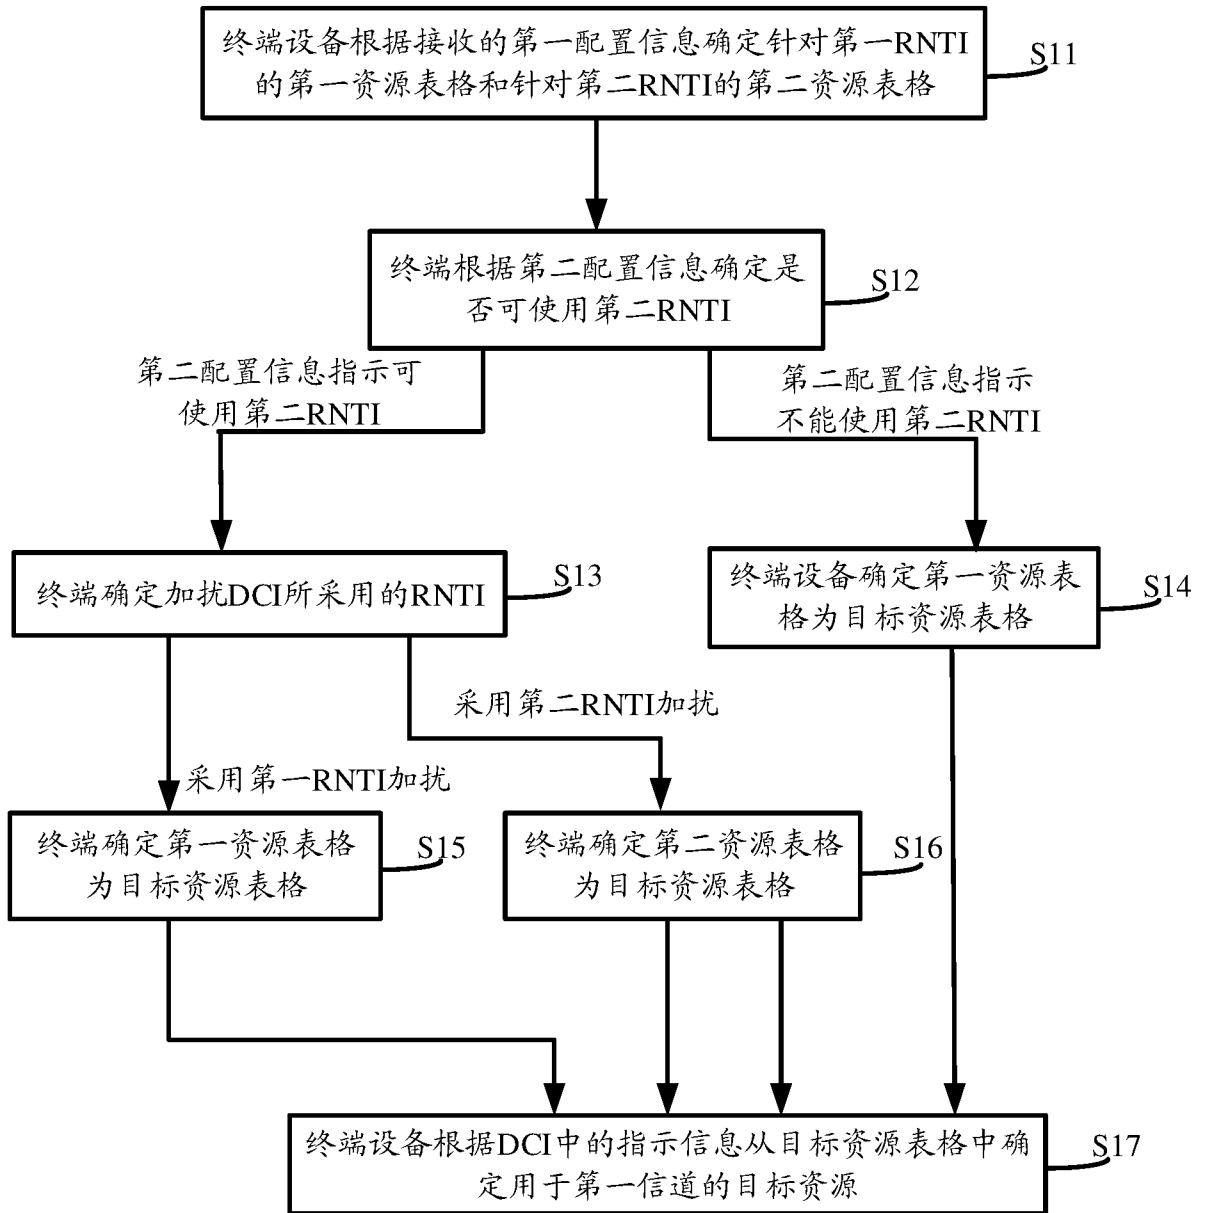 终端设备根据接收的第一配置信息确定针对第一RNTI
的第一资源表格和针对第二RNTI的第二资源表格
S11
终端根据第二配置信息确定是
否可使用第二RNTI
S12
第二配置信息指示可
使用第二RNTI
第二配置信息指示
不能使用第二RNTI
终端确定加扰DCI所采用的RNTI
S13
终端设备确定第一资源表
格为目标资源表格
S14
采用第二RNTI加扰
采用第一RNTI加扰
终端确定第一资源表格
为目标资源表格
S15
终端确定第二资源表格
为目标资源表格
S16
终端设备根据DCI中的指示信息从目标资源表格中确
定用于第一信道的目标资源
S17